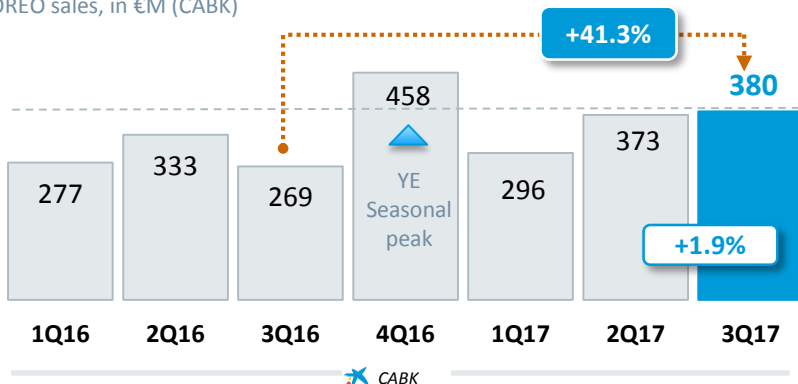 OREO sales, in €M (CABK)
+41.3%
380
458
373
333
296
277
269
YE
Seasonal
peak
+1.9%
1Q16 2Q16 3Q16 4Q16 1Q17 2Q17 3Q17
CABK